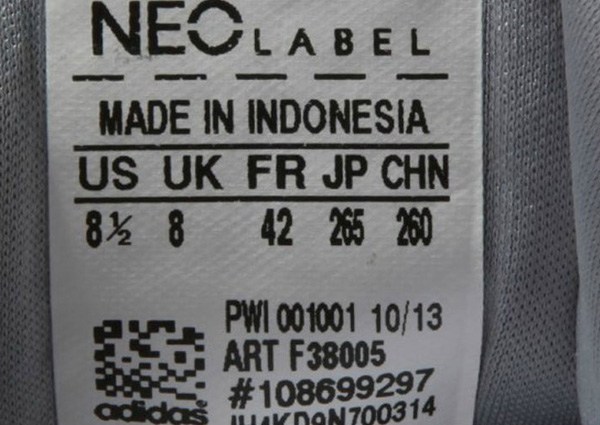 NEO LABEL
MADE IN INDONESIA
US UK FR JP CHN
8½ 8 42 265 260
PWI 001001 10/13
ART F38005
#108699297
adidas